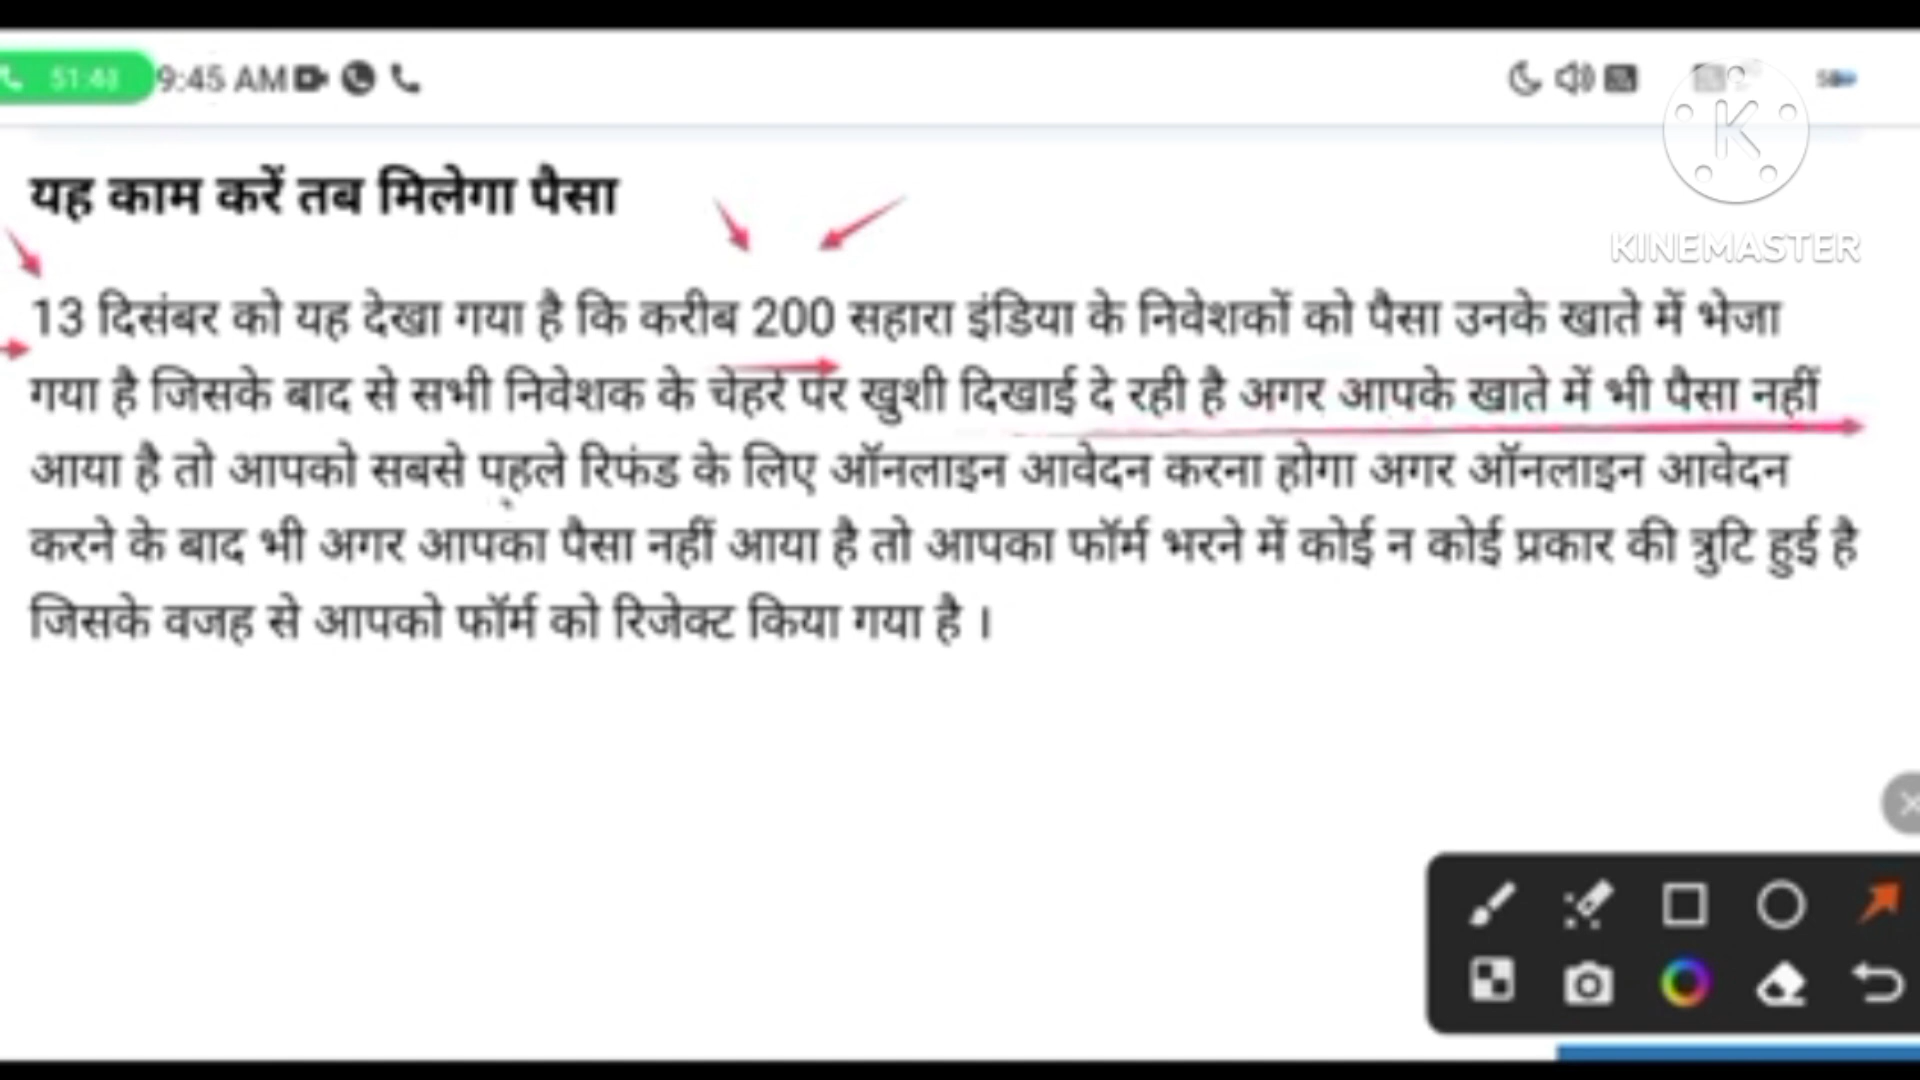 51:48 9:45 AM
KINEMASTER
यह काम करें तब मिलेगा पैसा
13 दिसंबर को यह देखा गया है कि करीब 200 सहारा इंडिया के निवेशकों को पैसा उनके खाते में भेजा
गया है जिसके बाद से सभी निवेशक के चेहरे पर खुशी दिखाई दे रही है अगर आपके खाते में भी पैसा नहीं
आया है तो आपको सबसे पहले रिफंड के लिए ऑनलाइन आवेदन करना होगा अगर ऑनलाइन आवेदन
करने के बाद भी अगर आपका पैसा नहीं आया है तो आपका फॉर्म भरने में कोई न कोई प्रकार की त्रुटि हुई है
जिसके वजह से आपको फॉर्म को रिजेक्ट किया गया है ।